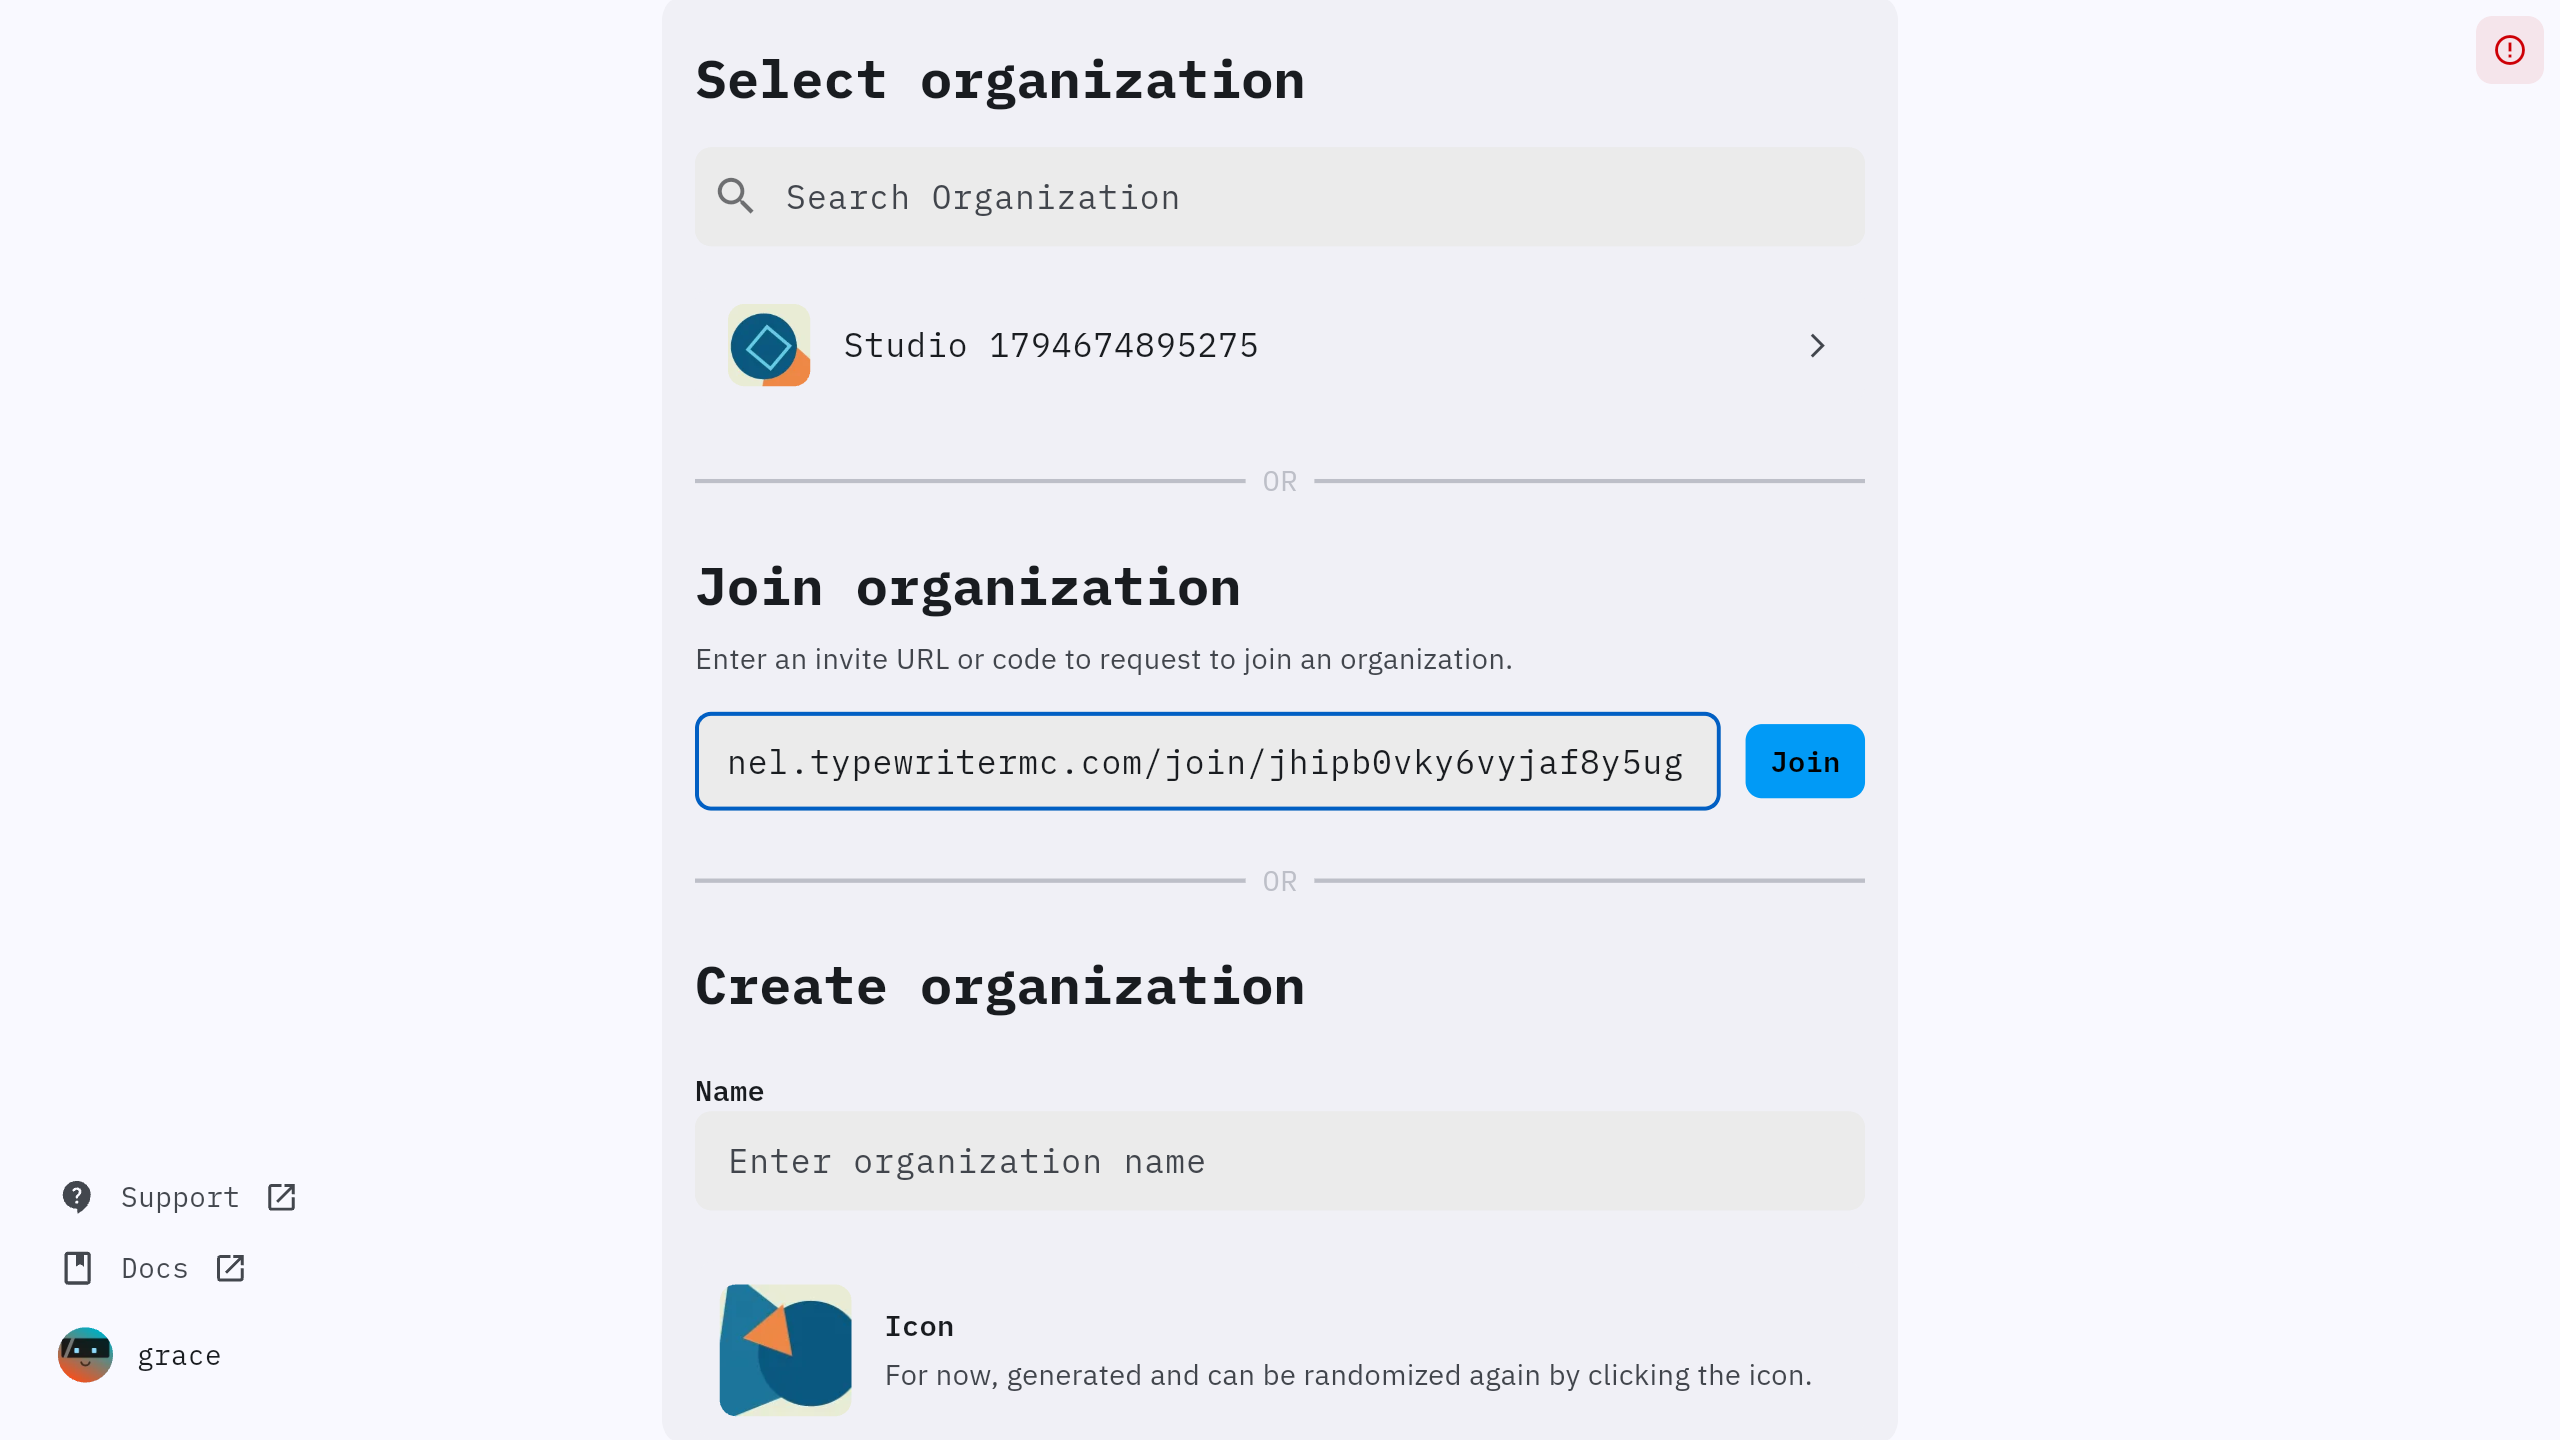 Select organization
Search Organization
Studio 1794674895275
OR
Join organization
Enter an invite URL or code to request to join an organization.
nel.typewritermc.com/join/jhipb0vky6vyjaf8y5ug
Join
OR
Create organization
Name
Enter organization name
Icon
For now, generated and can be randomized again by clicking the icon.
Support
Docs
grace